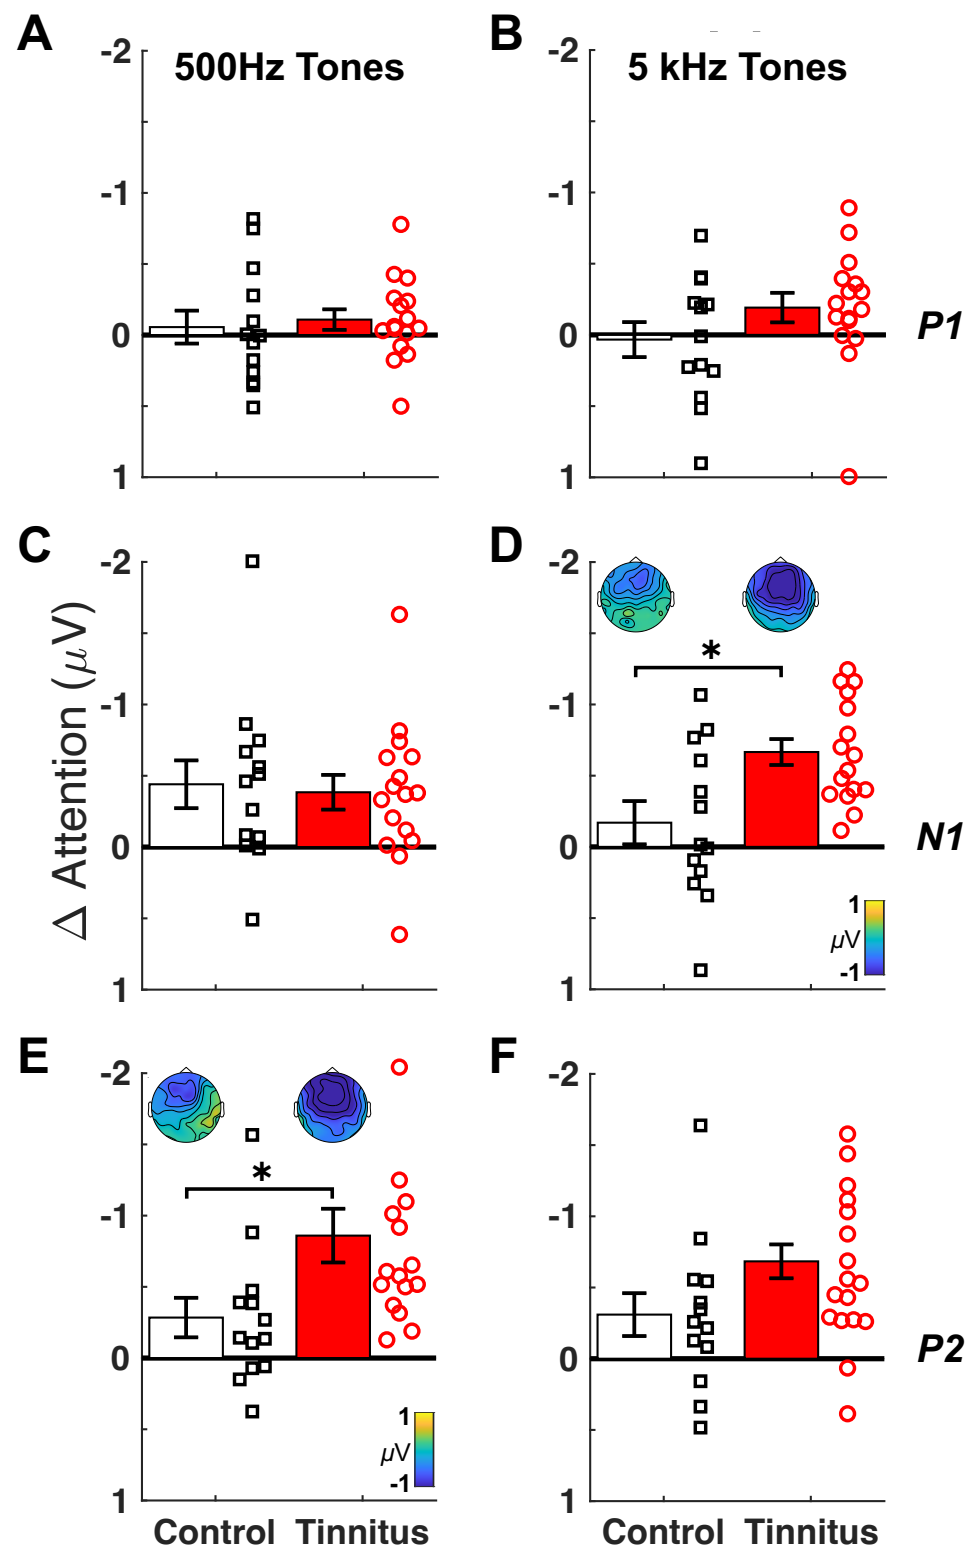 A
B
500Hz Tones
5 kHz Tones
-2
-1
0
1
-2
-1
0
1
P1
C
D
-2
-1
0
1
-2
*
-1
0
1
1
µV
-1
N1
Δ Attention (µV)
E
F
-2
*
-1
0
1
1
µV
-1
-2
-1
0
1
P2
Control Tinnitus
Control Tinnitus